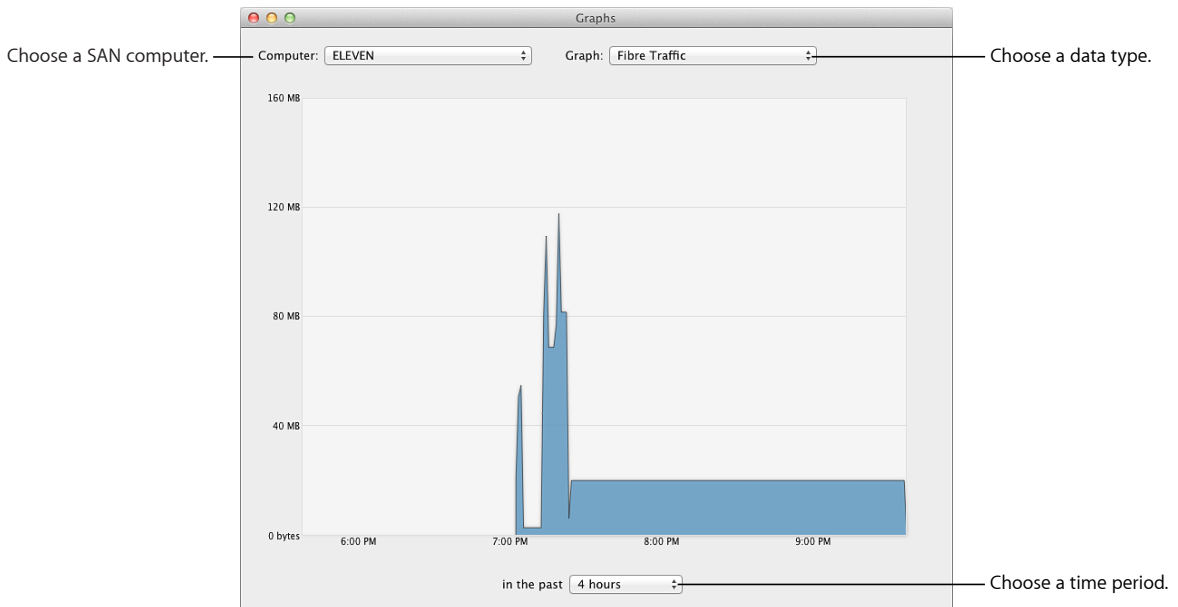 Graphs
Choose a SAN computer.
Computer: ELEVEN
Graph: Fibre Traffic
Choose a data type.
160 MB
120 MB
80 MB
40 MB
0 bytes
6:00 PM
7:00 PM
8:00 PM
9:00 PM
in the past 4 hours
Choose a time period.